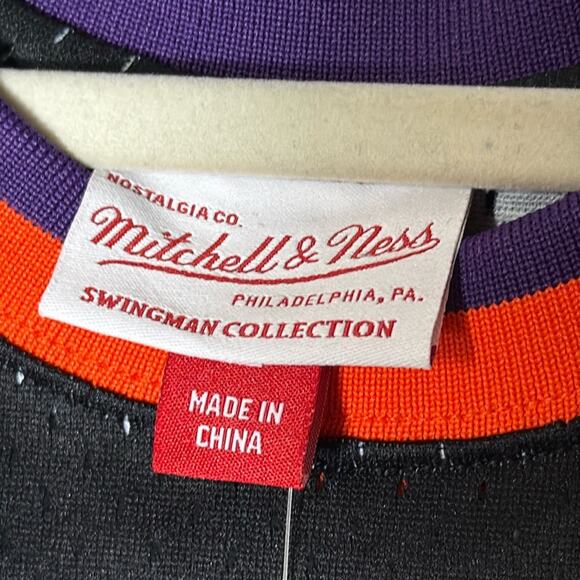 NOSTALGIA CO.
Mitchell & Ness
PHILADELPHIA, PA.
SWINGMAN COLLECTION
MADE IN
CHINA